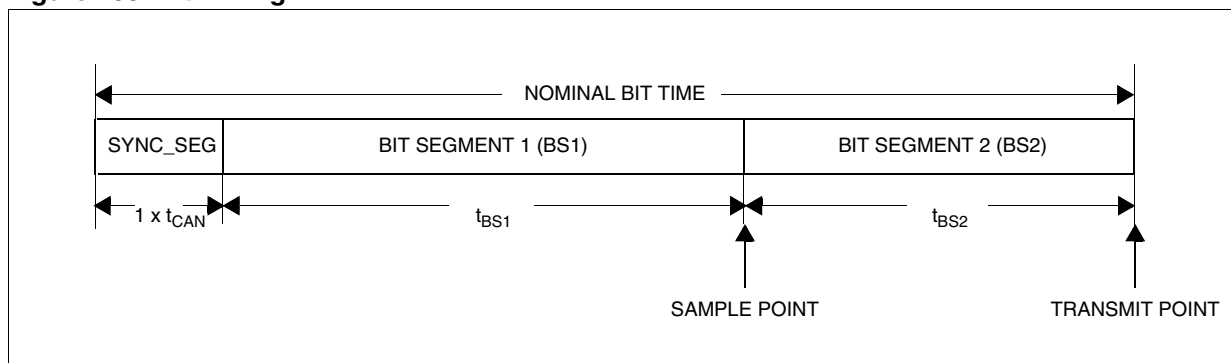 NOMINAL BIT TIME
SYNC_SEG BIT SEGMENT 1 (BS1) BIT SEGMENT 2 (BS2)
1 x tCAN tBS1 tBS2
SAMPLE POINT TRANSMIT POINT